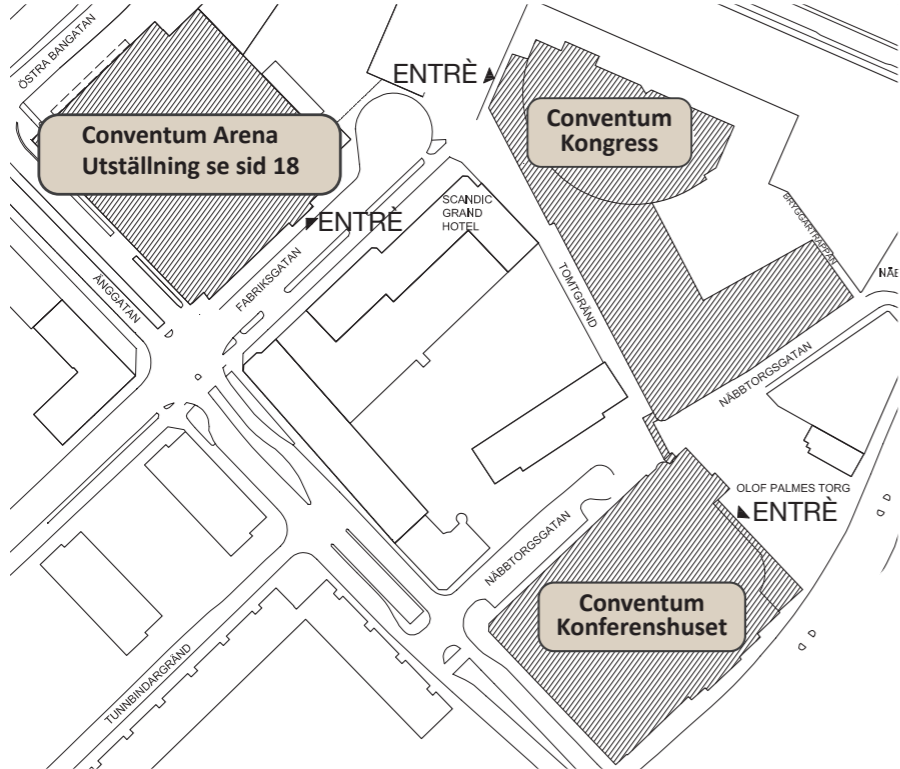 ÖSTRA BANGATAN
ENTRÈ
Conventum Arena
Utställning se sid 18
Conventum
Kongress
SCANDIC
GRAND
HOTEL
ENTRÈ
BRYGGARTRAPPAN
ÄNGGATAN
FABRIKSGATAN
TOMTGRÄND
NÄB
NÄBBTORGSGATAN
OLOF PALMES TORG
ENTRÈ
NÄBBTORGSGATAN
Conventum
Konferenshuset
TUNNBINDARGRÄND